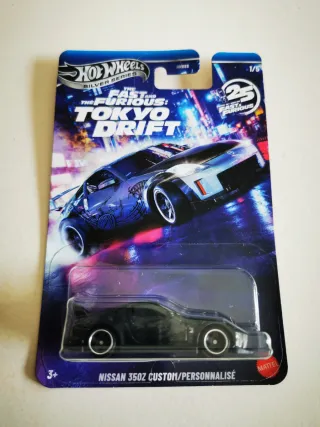 HOT WHEELS
SILVER SERIES
1/5
25
FAST & FURIOUS
THE
FAST AND
THE FURIOUS:
TOKYO
DRIFT
3+
NISSAN 350Z CUSTOM/PERSONNALISÉ
MATTEL